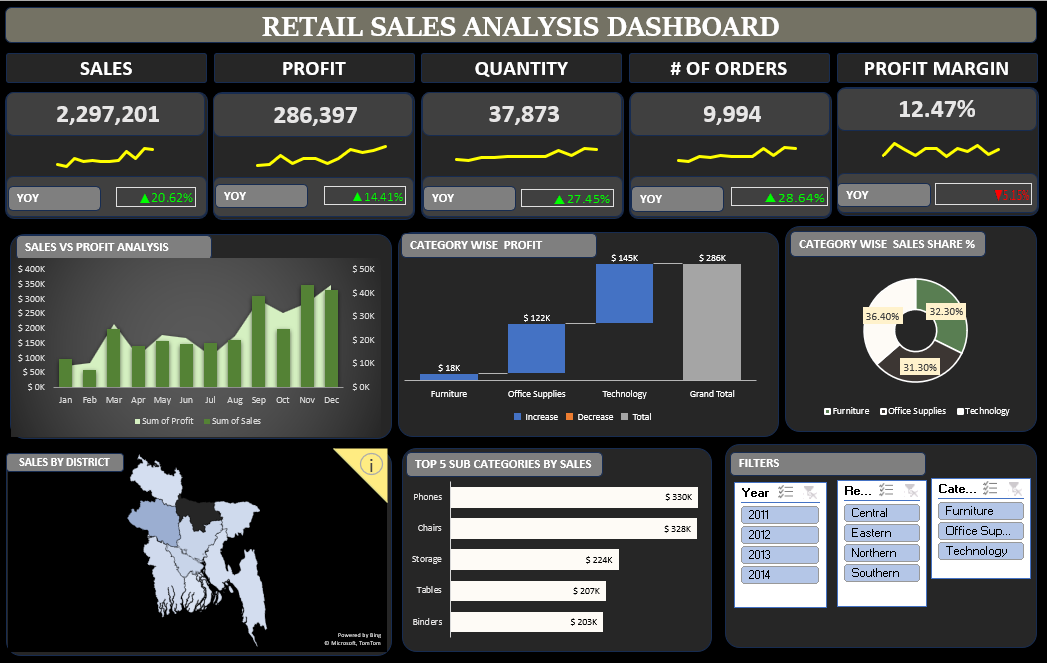 RETAIL SALES ANALYSIS DASHBOARD
SALES
PROFIT
QUANTITY
# OF ORDERS
PROFIT MARGIN
2,297,201
286,397
37,873
9,994
12.47%
YOY
▲20.62%
YOY
▲14.41%
YOY
▲27.45%
YOY
▲28.64%
YOY
SALES VS PROFIT ANALYSIS
$ 400K
$ 350K
$ 300K
$ 250K
$ 200K
$ 150K
$ 100K
$ 50K
$ 0K
$ 50K
$ 40K
$ 30K
$ 20K
$ 10K
$ 0K
Jan Feb Mar Apr May Jun Jul Aug Sep Oct Nov Dec
Sum of Profit Sum of Sales
CATEGORY WISE PROFIT
$ 18K
$ 122K
$ 145K
$ 286K
Furniture Office Supplies Technology Grand Total
Increase Decrease Total
CATEGORY WISE SALES SHARE %
36.40%
32.30%
31.30%
Furniture Office Supplies Technology
SALES BY DISTRICT
i
Powered by Bing
© Microsoft, TomTom
TOP 5 SUB CATEGORIES BY SALES
Phones $ 330K
Chairs $ 328K
Storage $ 224K
Tables $ 207K
Binders $ 203K
FILTERS
Year
2011
2012
2013
2014
Re...
Central
Eastern
Northern
Southern
Cate...
Furniture
Office Sup...
Technology